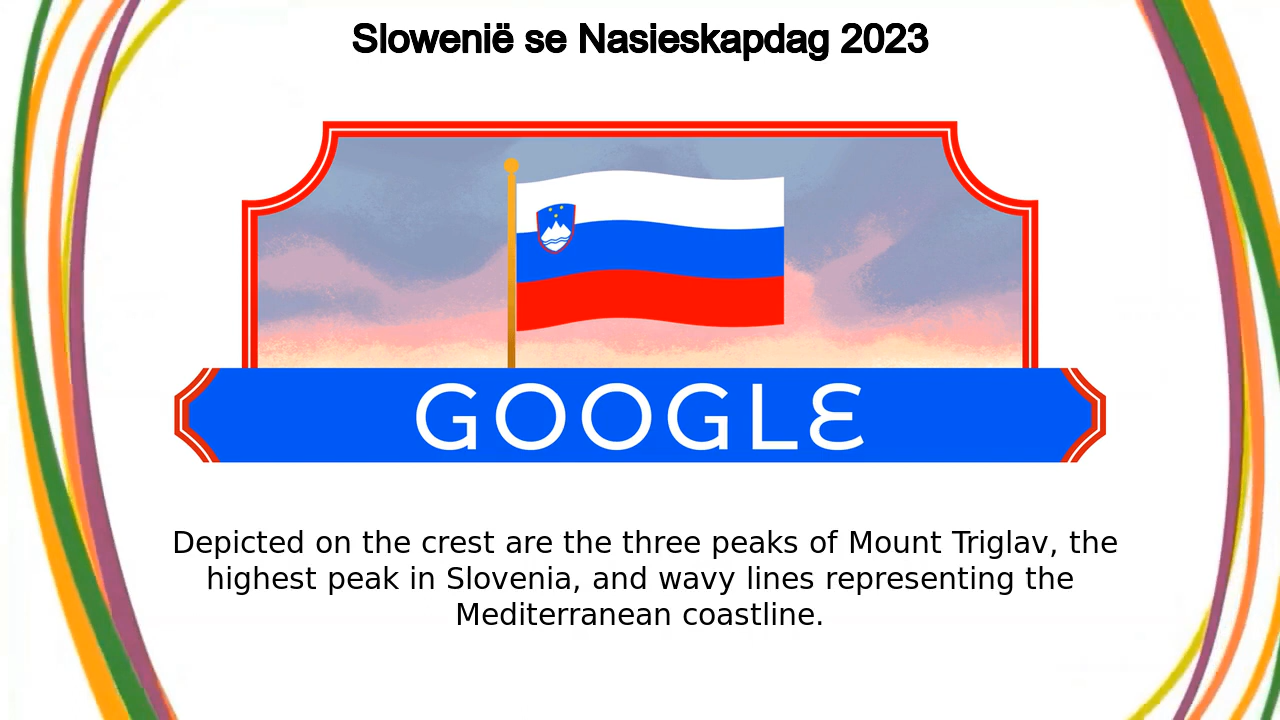 Slowenië se Nasieskapdag 2023
GOOGLE
Depicted on the crest are the three peaks of Mount Triglav, the
highest peak in Slovenia, and wavy lines representing the
Mediterranean coastline.